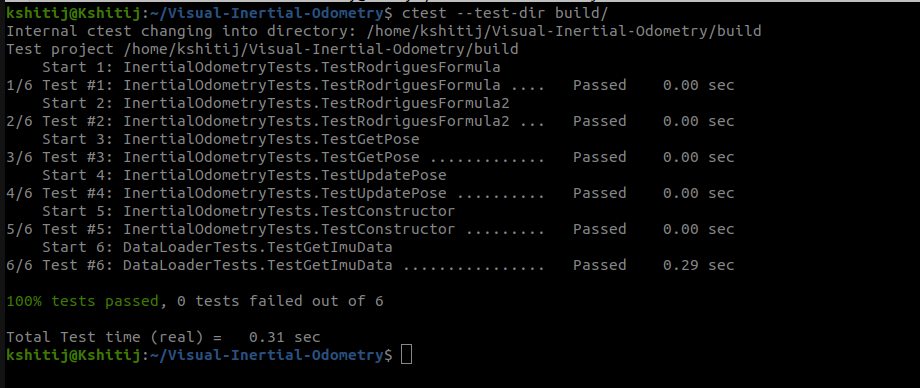 kshitij@Kshitij:~/Visual-Inertial-Odometry$ ctest --test-dir build/
Internal ctest changing into directory: /home/kshitij/Visual-Inertial-Odometry/build
Test project /home/kshitij/Visual-Inertial-Odometry/build
    Start 1: InertialOdometryTests.TestRodriguesFormula
1/6 Test #1: InertialOdometryTests.TestRodriguesFormula ....   Passed    0.00 sec
    Start 2: InertialOdometryTests.TestRodriguesFormula2
2/6 Test #2: InertialOdometryTests.TestRodriguesFormula2 ...   Passed    0.00 sec
    Start 3: InertialOdometryTests.TestGetPose
3/6 Test #3: InertialOdometryTests.TestGetPose .............   Passed    0.00 sec
    Start 4: InertialOdometryTests.TestUpdatePose
4/6 Test #4: InertialOdometryTests.TestUpdatePose ..........   Passed    0.00 sec
    Start 5: InertialOdometryTests.TestConstructor
5/6 Test #5: InertialOdometryTests.TestConstructor .........   Passed    0.00 sec
    Start 6: DataLoaderTests.TestGetImuData
6/6 Test #6: DataLoaderTests.TestGetImuData ................   Passed    0.29 sec

100% tests passed, 0 tests failed out of 6

Total Test time (real) =   0.31 sec
kshitij@Kshitij:~/Visual-Inertial-Odometry$